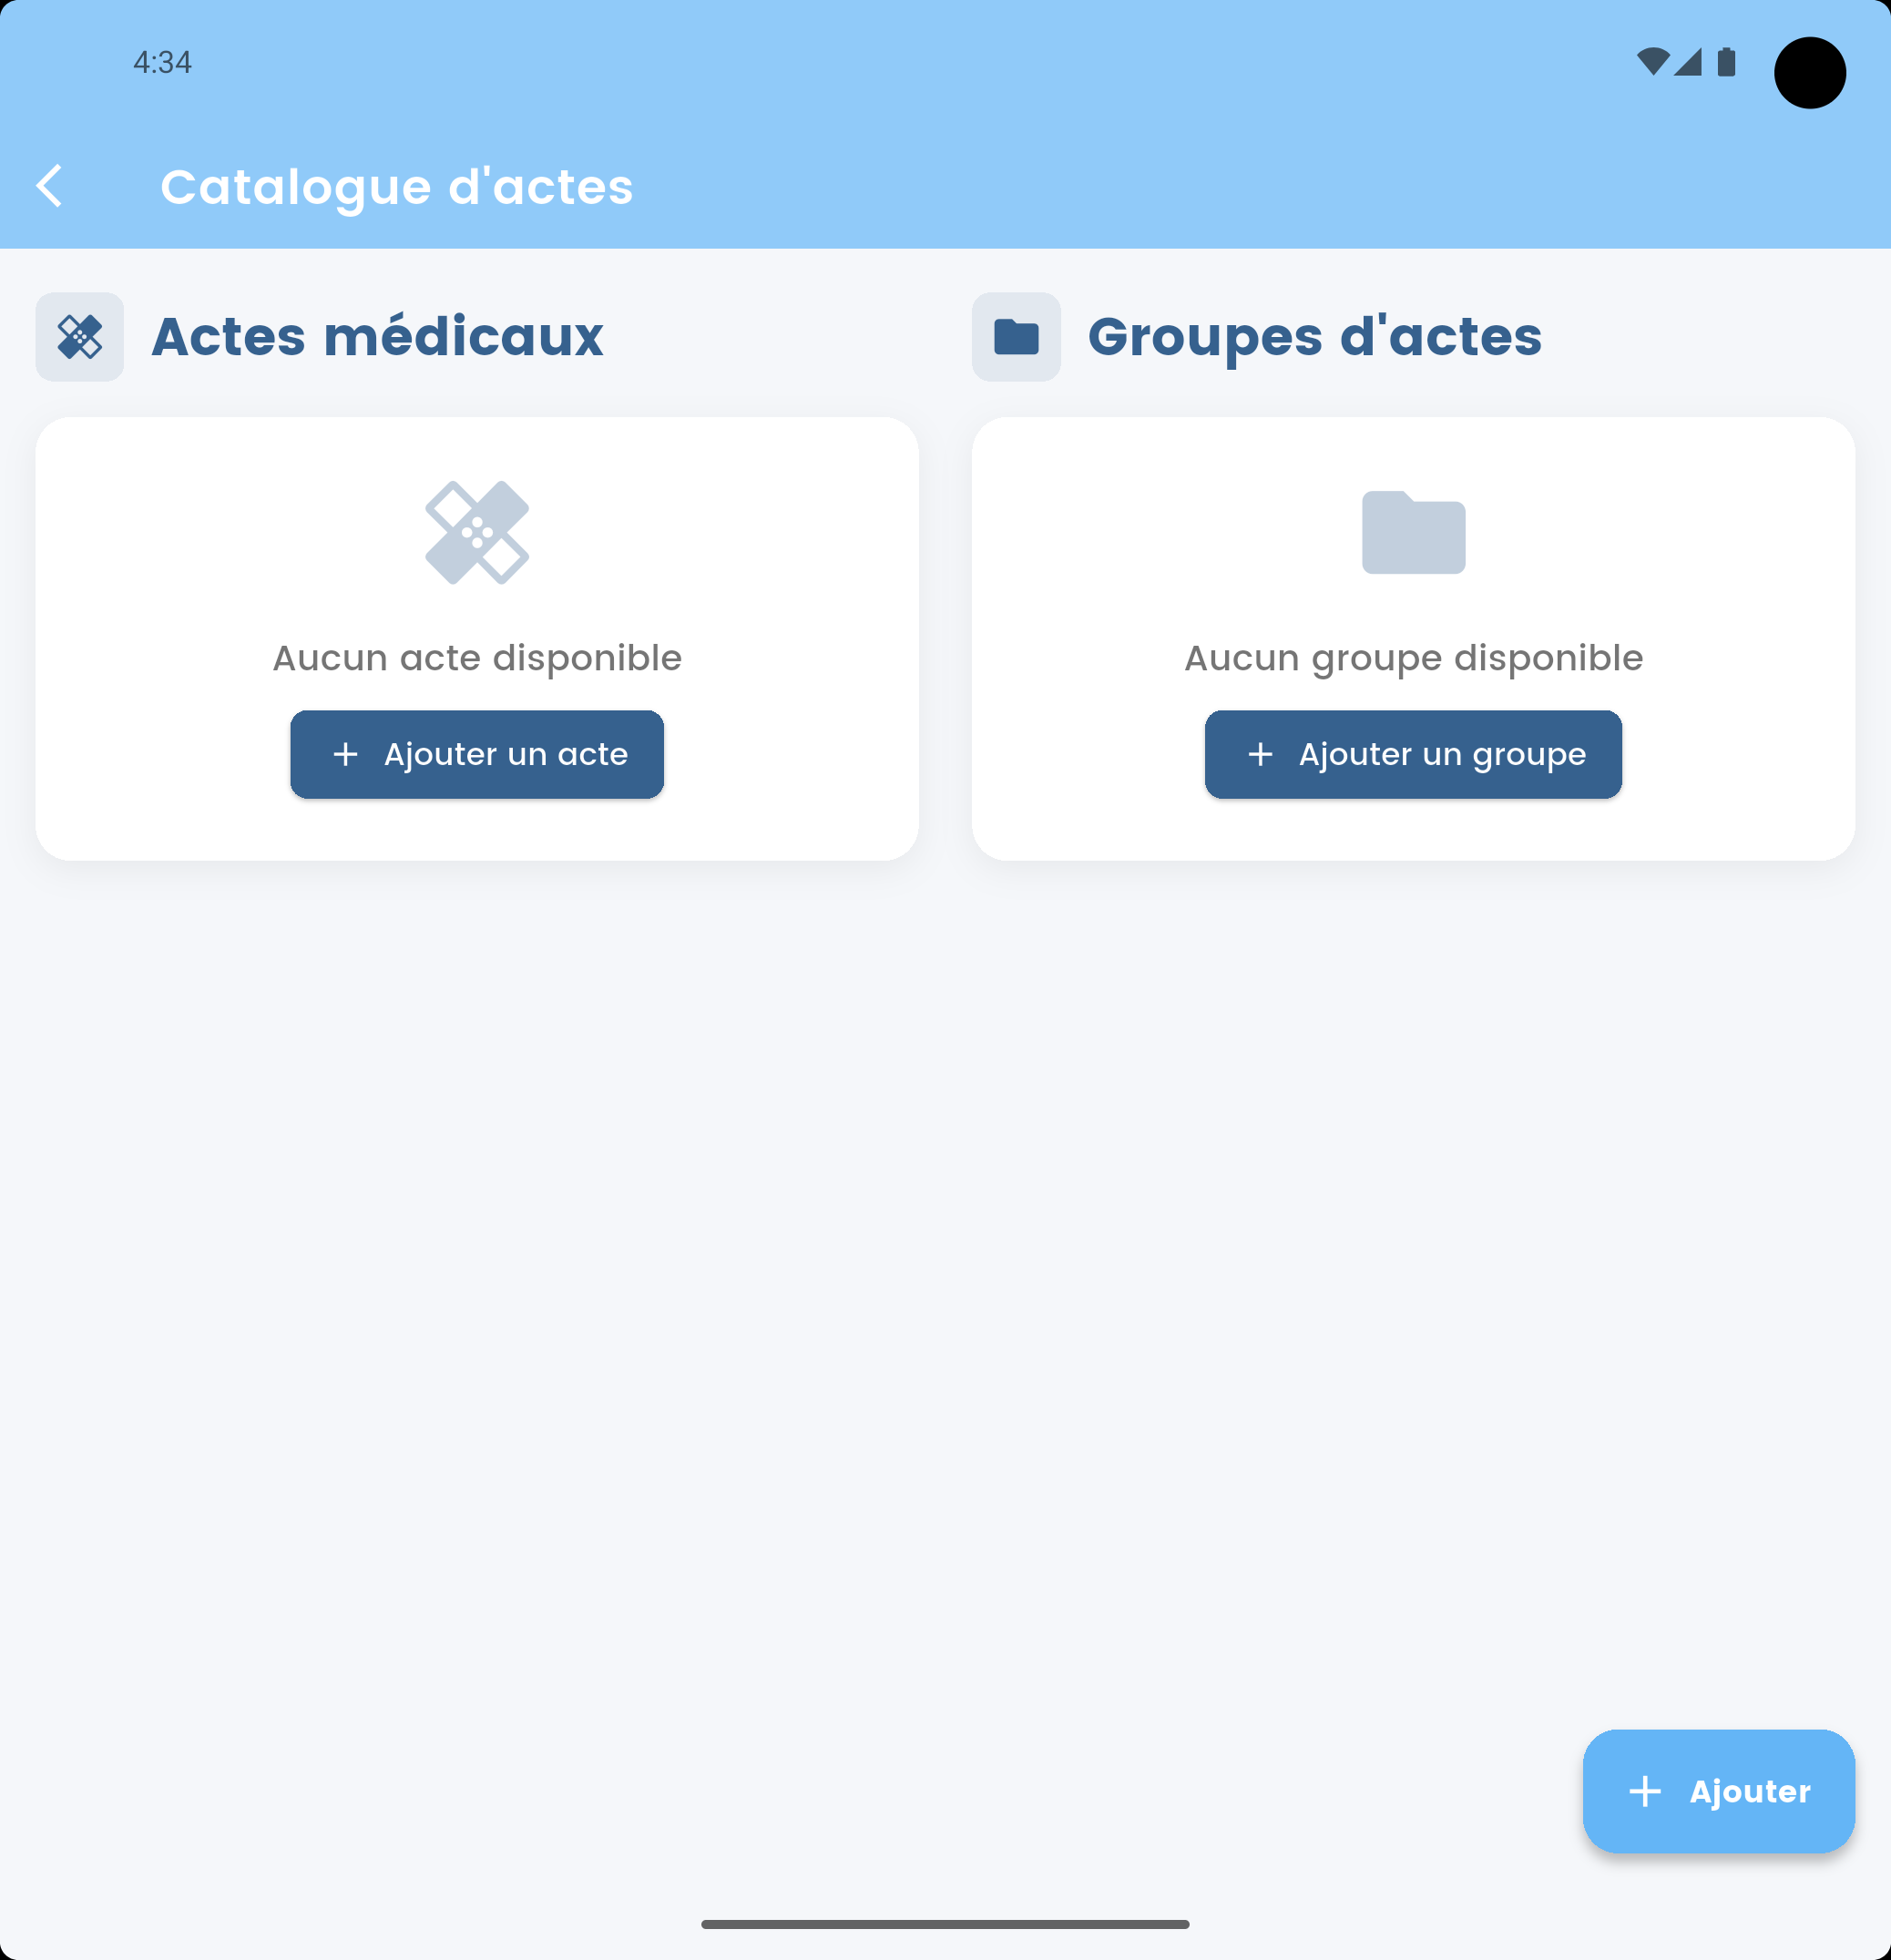 4:34
Catalogue d'actes
Actes médicaux
Groupes d'actes
Aucun acte disponible
Aucun groupe disponible
Ajouter un acte
Ajouter un groupe
Ajouter